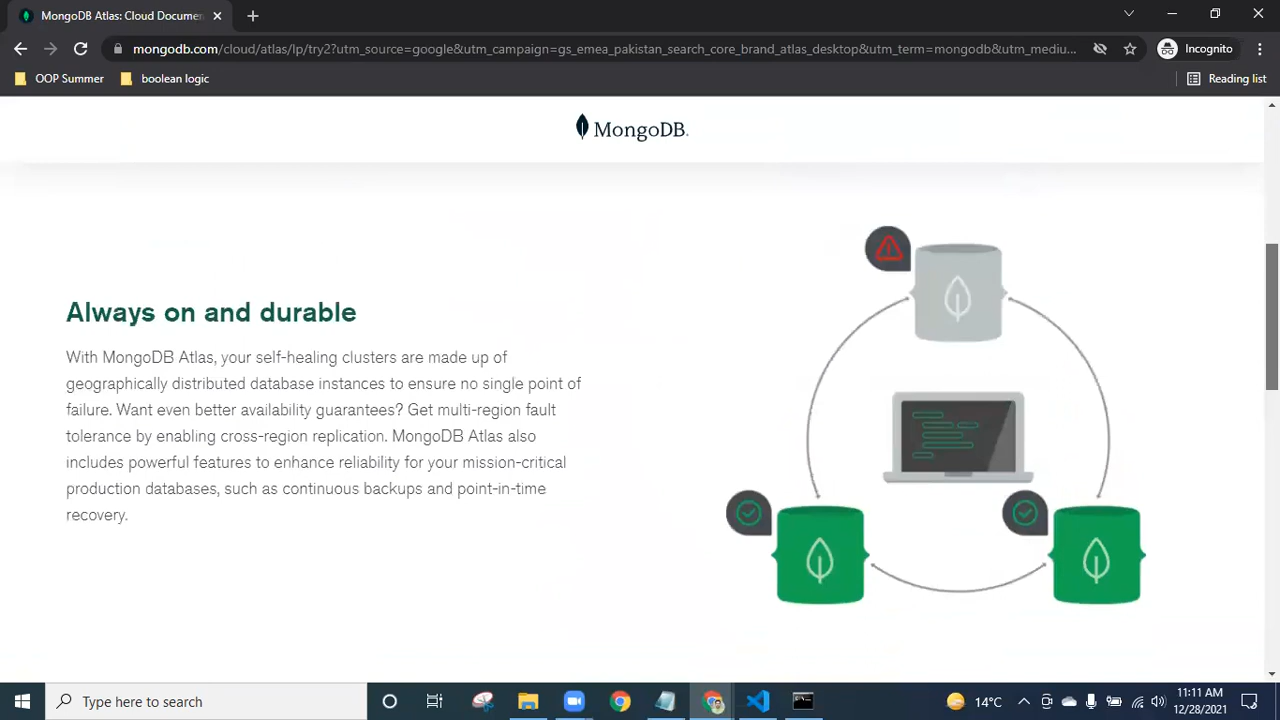 MongoDB Atlas: Cloud Documen
mongodb.com/cloud/atlas/lp/try2?utm_source=google&utm_campaign=gs_emea_pakistan_search_core_brand_atlas_desktop&utm_term=mongodb&utm_mediu...
Incognito
OOP Summer
boolean logic
Reading list
MongoDB.
Always on and durable
With MongoDB Atlas, your self-healing clusters are made up of
geographically distributed database instances to ensure no single point of
failure. Want even better availability guarantees? Get multi-region fault
tolerance by enabling cross-region replication. MongoDB Atlas also
includes powerful features to enhance reliability for your mission-critical
production databases, such as continuous backups and point-in-time
recovery.
Type here to search
14°C
11:11 AM
12/28/2021